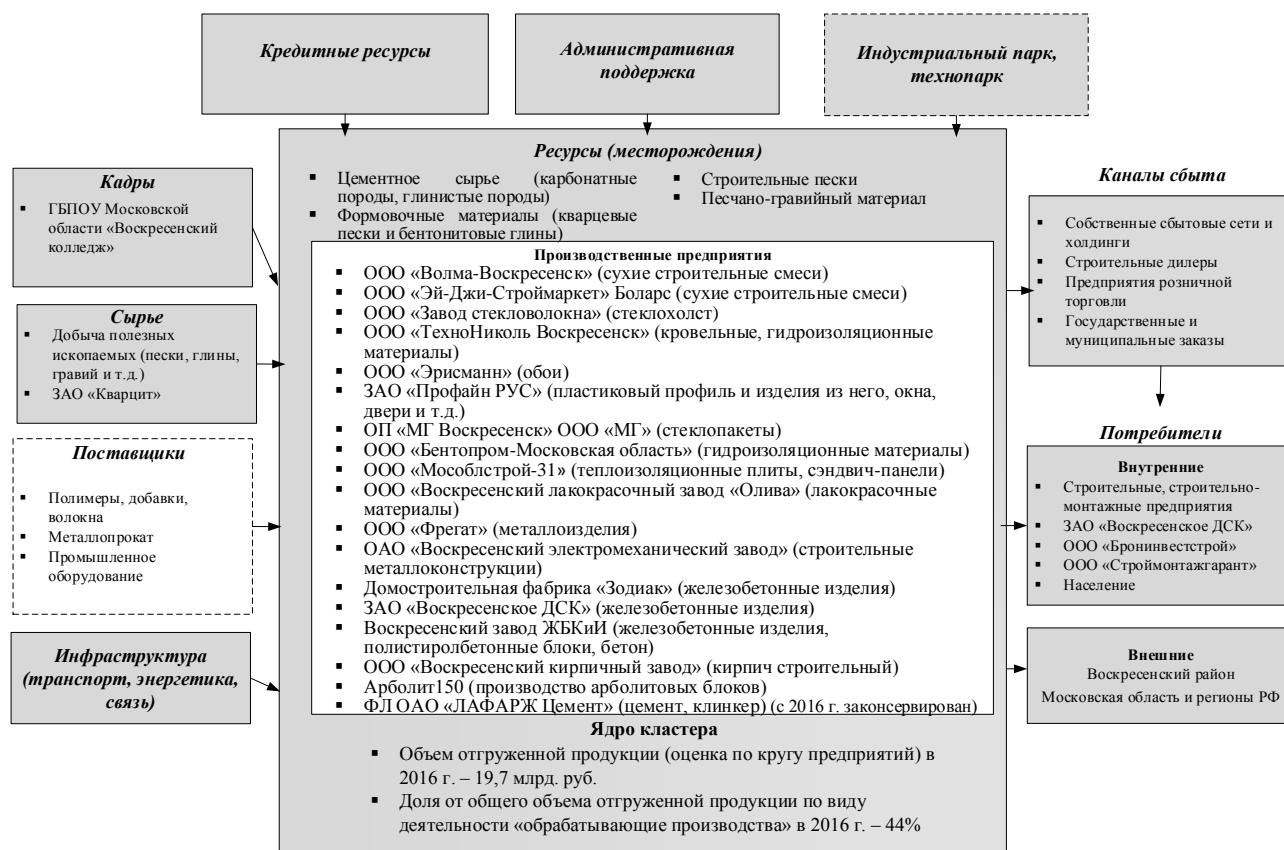 Кредитные ресурсы
Административная
поддержка
Индустриальный парк,
технопарк
Кадры
▪ ГБПОУ Московской
области «Воскресенский
колледж»
Сырье
▪ Добыча полезных
ископаемых (пески, глины,
гравий и т.д.)
▪ ЗАО «Кварцит»
Поставщики
▪ Полимеры, добавки,
волокна
▪ Металлопрокат
▪ Промышленное
оборудование
Инфраструктура
(транспорт, энергетика,
связь)
Ресурсы (месторождения)
▪ Цементное сырье (карбонатные
породы, глинистые породы)
▪ Формовочные материалы (кварцевые
пески и бентонитовые глины)
▪ Строительные пески
▪ Песчано-гравийный материал
Производственные предприятия
▪ ООО «Волма-Воскресенск» (сухие строительные смеси)
▪ ООО «Эй-Джи-Строймаркет» Боларс (сухие строительные смеси)
▪ ООО «Завод стекловолокна» (стеклохолст)
▪ ООО «ТехноНиколь Воскресенск» (кровельные, гидроизоляционные
материалы)
▪ ООО «Эрисманн» (обои)
▪ ЗАО «Профайн РУС» (пластиковый профиль и изделия из него, окна,
двери и т.д.)
▪ ОП «МГ Воскресенск» ООО «МГ» (стеклопакеты)
▪ ООО «Бентопром-Московская область» (гидроизоляционные материалы)
▪ ООО «Мособлстрой-31» (теплоизоляционные плиты, сэндвич-панели)
▪ ООО «Воскресенский лакокрасочный завод «Олива» (лакокрасочные
материалы)
▪ ООО «Фрегат» (металлоизделия)
▪ ОАО «Воскресенский электромеханический завод» (строительные
металлоконструкции)
▪ Домостроительная фабрика «Зодиак» (железобетонные изделия)
▪ ЗАО «Воскресенское ДСК» (железобетонные изделия)
▪ Воскресенский завод ЖБКиИ (железобетонные изделия,
полистиролбетонные блоки, бетон)
▪ ООО «Воскресенский кирпичный завод» (кирпич строительный)
▪ Арболит150 (производство арболитовых блоков)
▪ ФЛ ОАО «ЛАФАРЖ Цемент» (цемент, клинкер) (с 2016 г. законсервирован)
Ядро кластера
▪ Объем отгруженной продукции (оценка по кругу предприятий) в
2016 г. – 19,7 млрд. руб.
▪ Доля от общего объема отгруженной продукции по виду
деятельности «обрабатывающие производства» в 2016 г. – 44%
Каналы сбыта
▪ Собственные сбытовые сети и
холдинги
▪ Строительные дилеры
▪ Предприятия розничной
торговли
▪ Государственные и
муниципальные заказы
Потребители
Внутренние
▪ Строительные, строительно-
монтажные предприятия
▪ ЗАО «Воскресенское ДСК»
▪ ООО «Бронинвестстрой»
▪ ООО «Строймонтажгарант»
▪ Население
Внешние
Воскресенский район
Московская область и регионы РФ